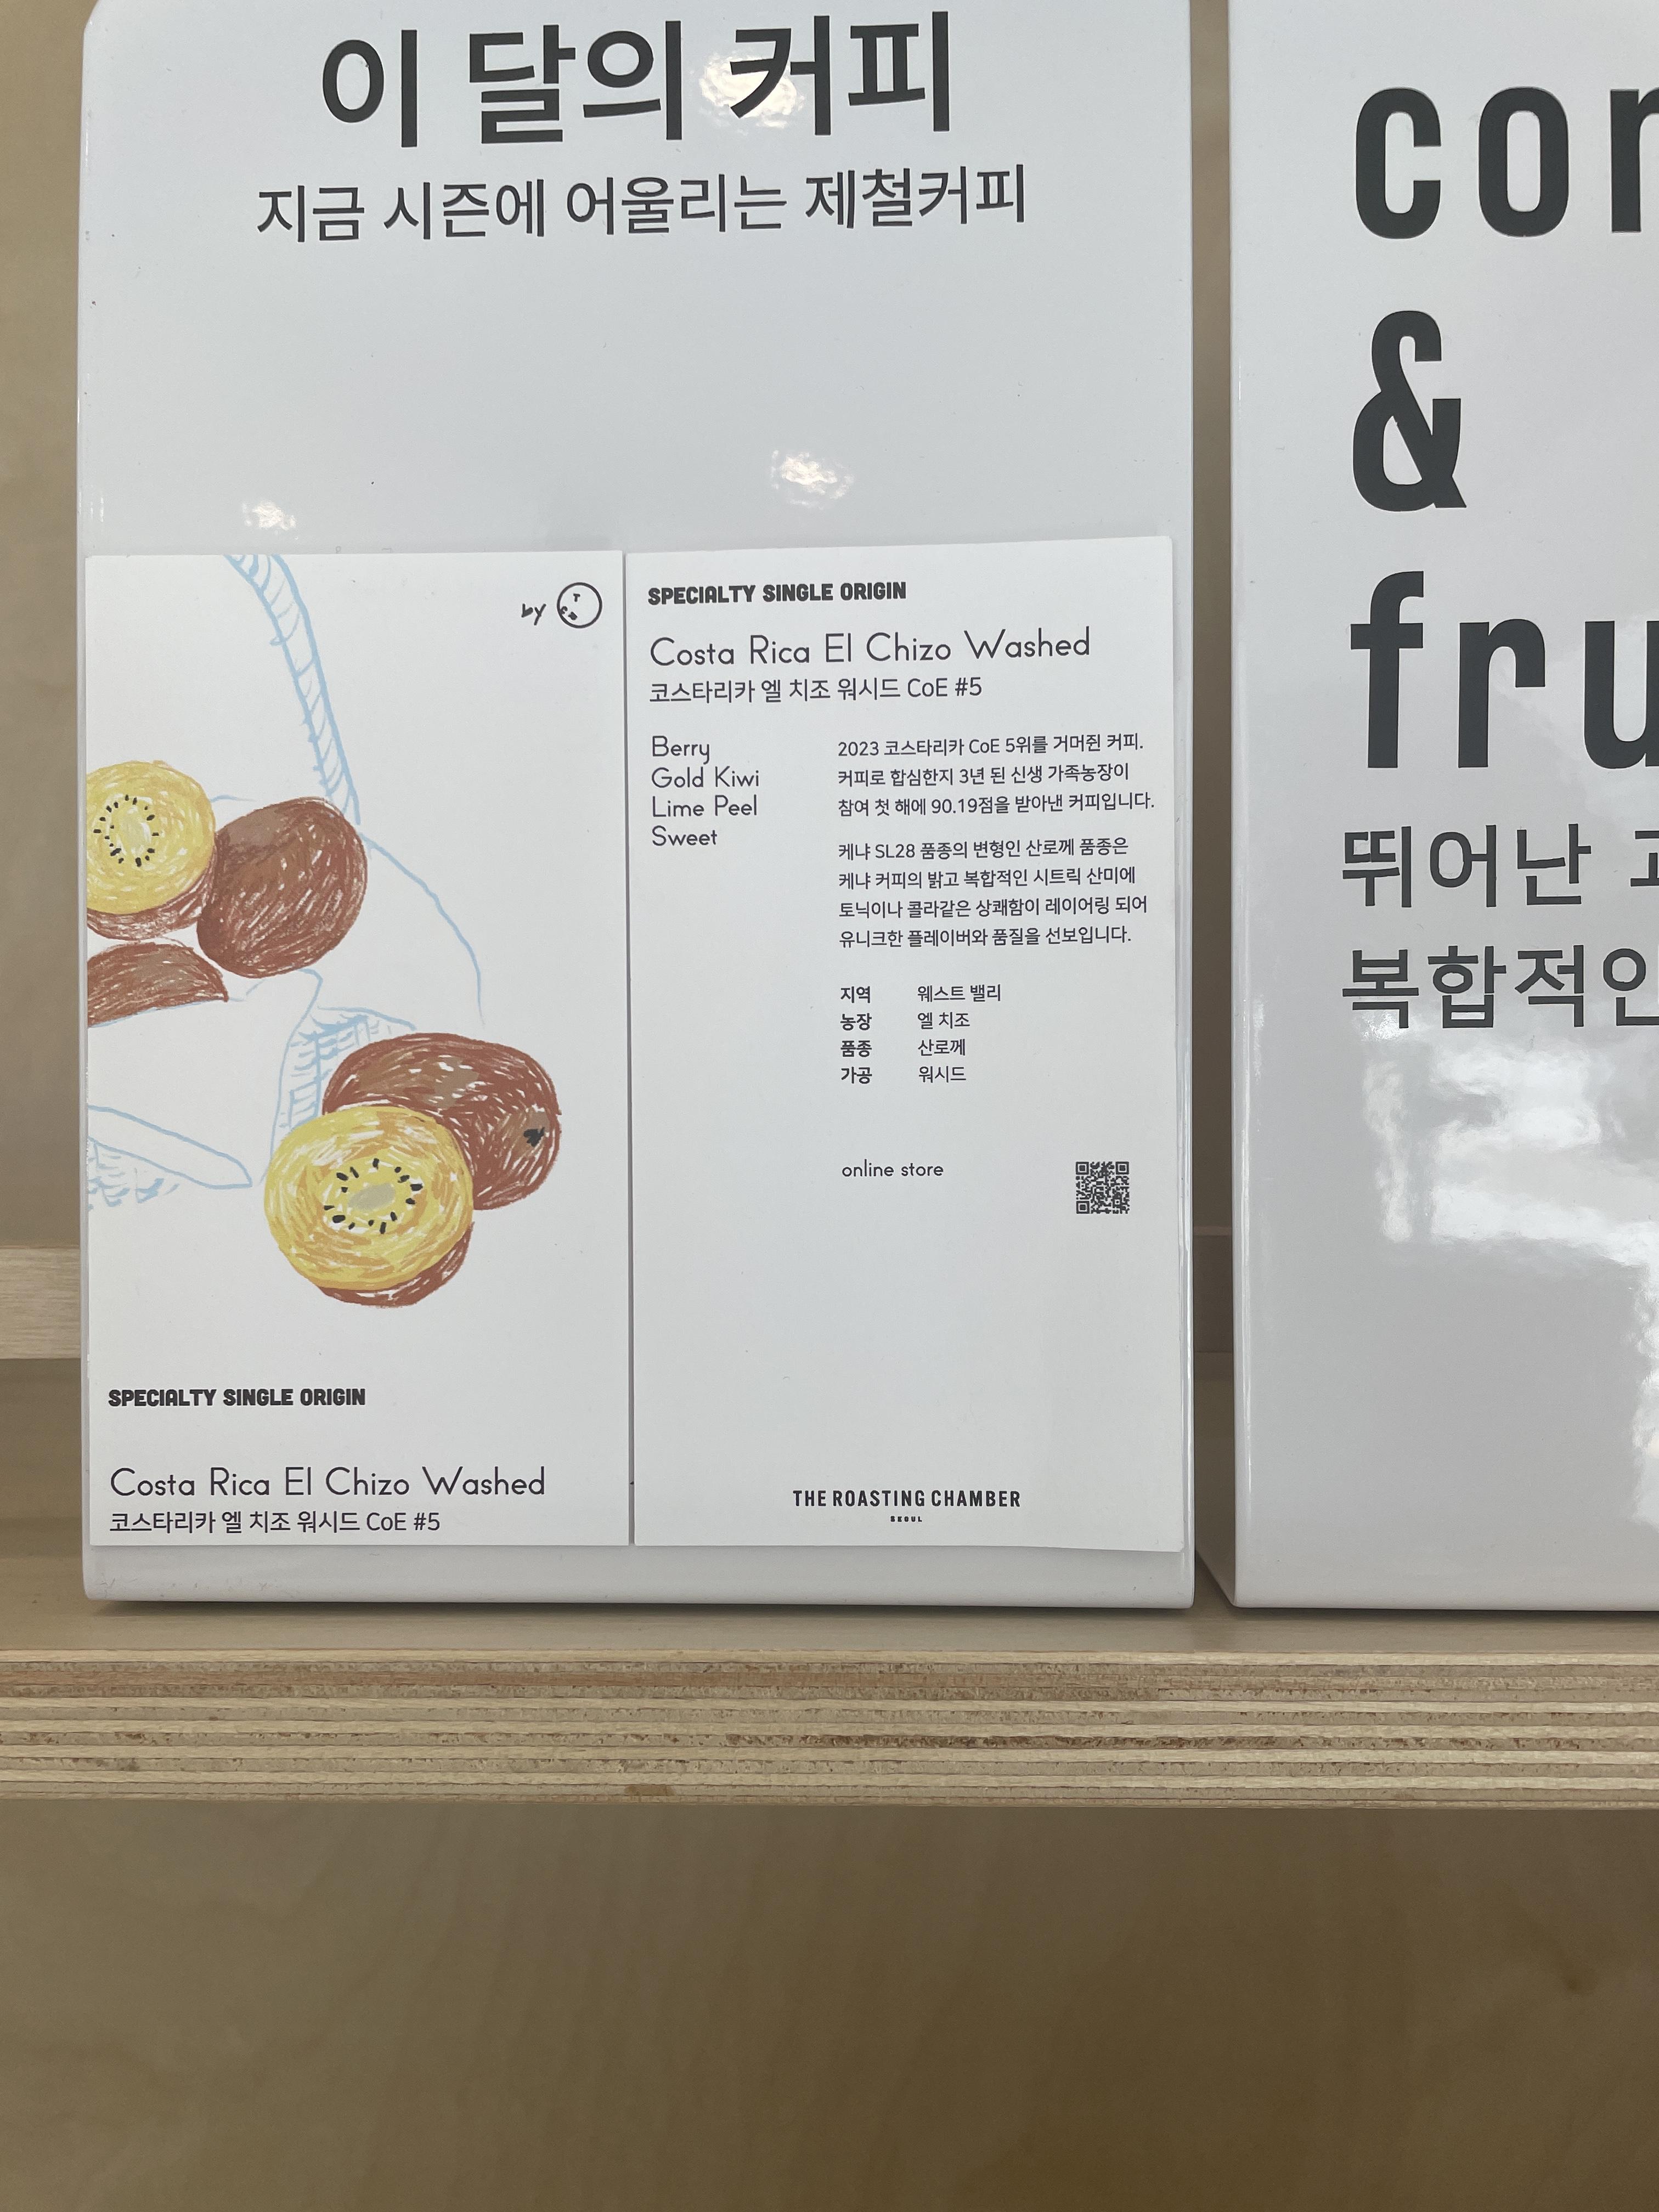 이 달의 커피
지금 시즌에 어울리는 제철커피
by
SPECIALTY SINGLE ORIGIN
Costa Rica El Chizo Washed
코스타리카 엘 치조 워시드 CoE #5
SPECIALTY SINGLE ORIGIN
Costa Rica El Chizo Washed
코스타리카 엘 치조 워시드 CoE #5
Berry
Gold Kiwi
Lime Peel
Sweet
2023 코스타리카 CoE 5위를 거머쥔 커피.
커피로 합심한지 3년 된 신생 가족농장이
참여 첫 해에 90.19점을 받아낸 커피입니다.
케냐 SL28 품종의 변형인 산로께 품종은
케냐 커피의 밝고 복합적인 시트릭 산미에
토닉이나 콜라같은 상쾌함이 레이어링 되어
유니크한 플레이버와 품질을 선보입니다.
지역 웨스트 밸리
농장 엘 치조
품종 산로께
가공 워시드
online store
THE ROASTING CHAMBER
SEOUL
&
fru
뛰어난
복합적인